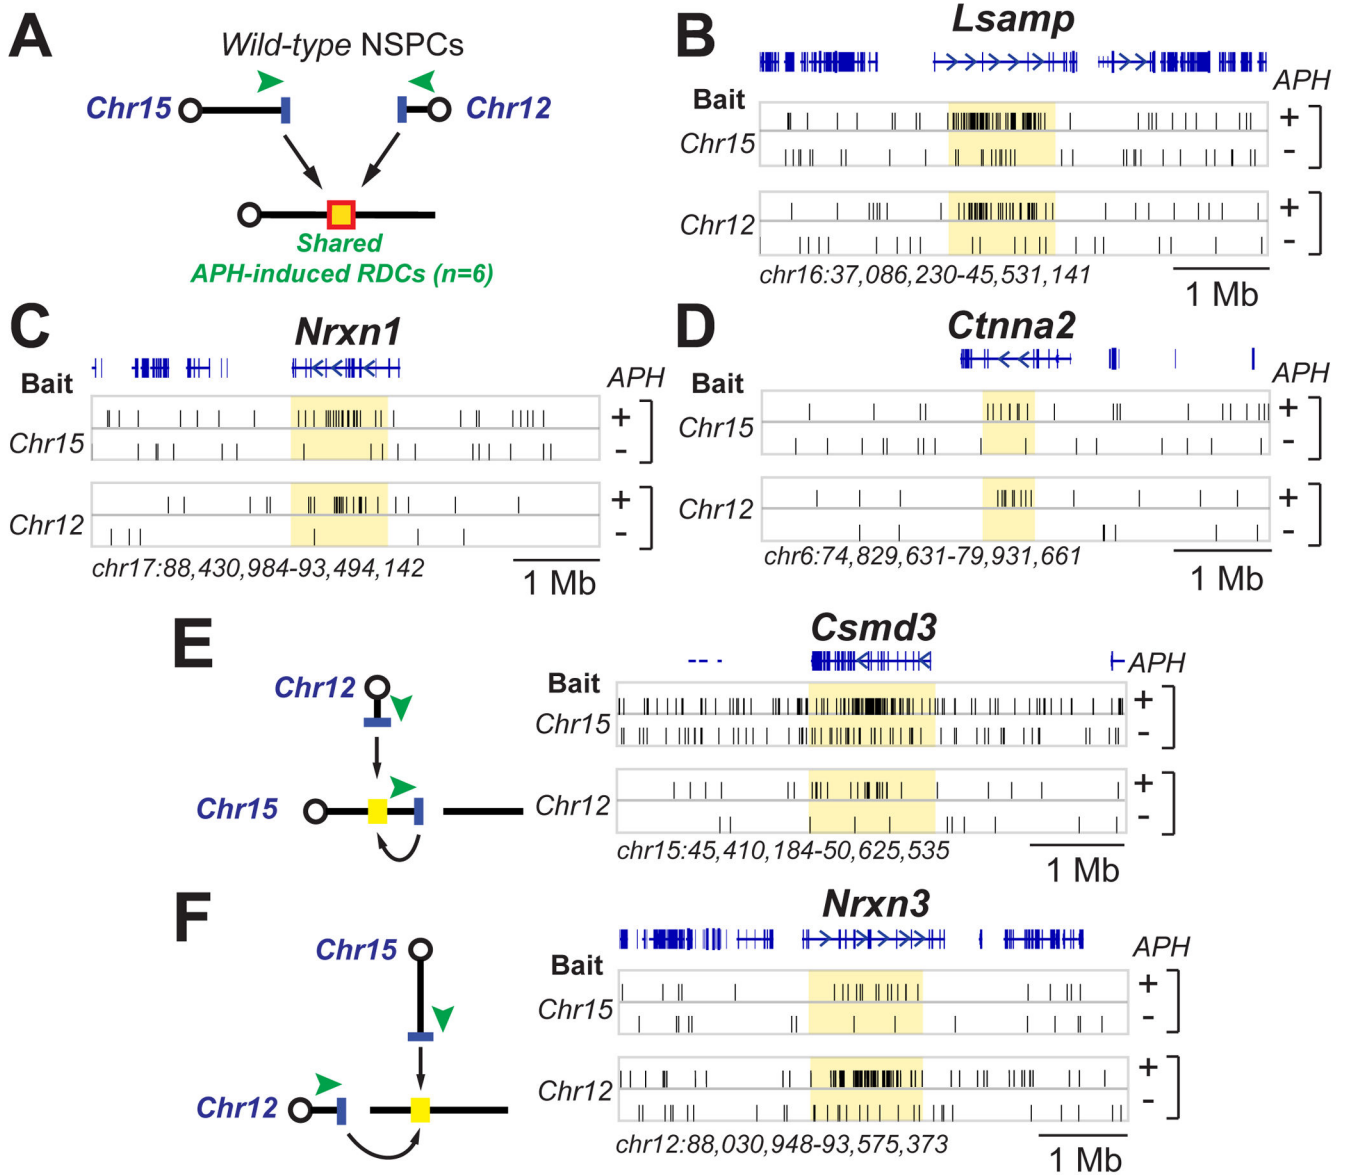 A
Wild-type NSPCs
Chr15
Chr12
Shared
APH-induced RDCs (n=6)
B
Lsamp
Bait
APH
Chr15
+
-
Chr12
+
-
chr16:37,086,230-45,531,141
1 Mb
C
Nrxn1
Bait
APH
Chr15
+
-
Chr12
+
-
chr17:88,430,984-93,494,142
1 Mb
D
Ctnna2
Bait
APH
Chr15
+
-
Chr12
+
-
chr6:74,829,631-79,931,661
1 Mb
E
Chr12
Chr15
Csmd3
Bait
APH
Chr15
+
-
Chr12
+
-
chr15:45,410,184-50,625,535
1 Mb
F
Chr15
Chr12
Nrxn3
Bait
APH
Chr15
+
-
Chr12
+
-
chr12:88,030,948-93,575,373
1 Mb